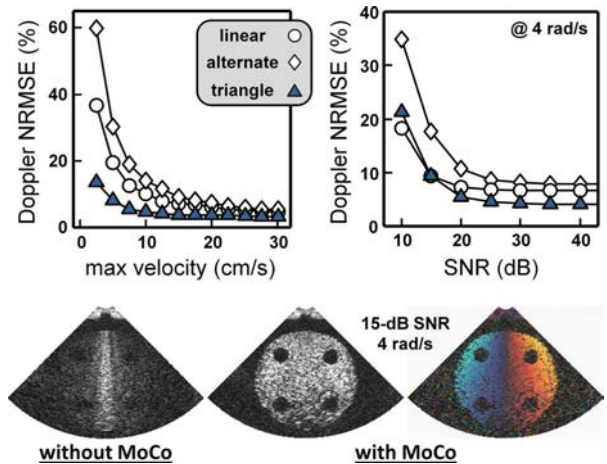 Doppler NRMSE (%)
60
40
20
0
0
10
20
30
max velocity (cm/s)
linear
alternate
triangle
Doppler NRMSE (%)
40
30
20
10
0
10
20
30
40
SNR (dB)
@ 4 rad/s
15-dB SNR
4 rad/s
without MoCo
with MoCo